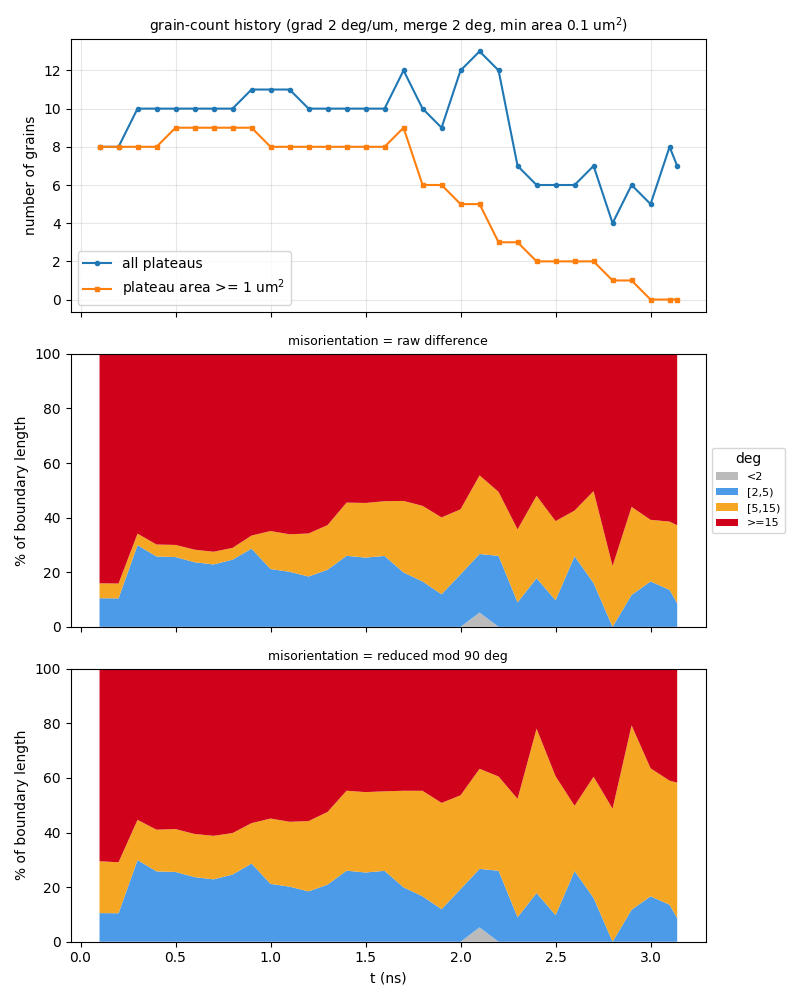 grain-count history (grad 2 deg/um, merge 2 deg, min area 0.1 um²)
number of grains
12
10
8
6
4
2
0
all plateaus
plateau area >= 1 um²
misorientation = raw difference
% of boundary length
100
80
60
40
20
0
deg
<2
[2,5)
[5,15)
>=15
misorientation = reduced mod 90 deg
% of boundary length
100
80
60
40
20
0
0.0 0.5 1.0 1.5 2.0 2.5 3.0
t (ns)